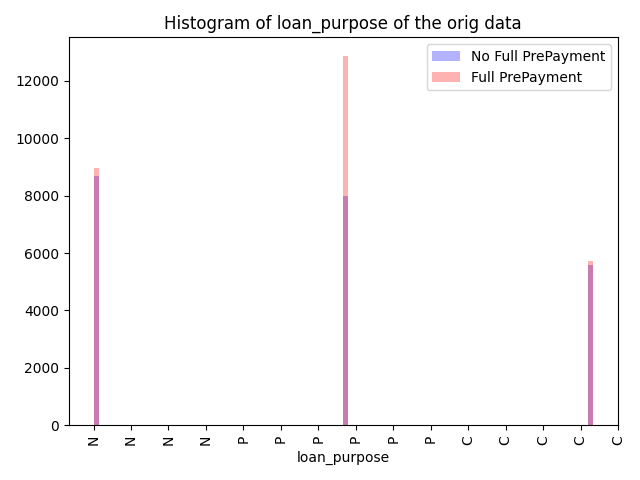 Histogram of loan_purpose of the orig data
No Full PrePayment
Full PrePayment
12000
10000
8000
6000
4000
2000
0
N N N N P P P P P P C C C C C
loan_purpose